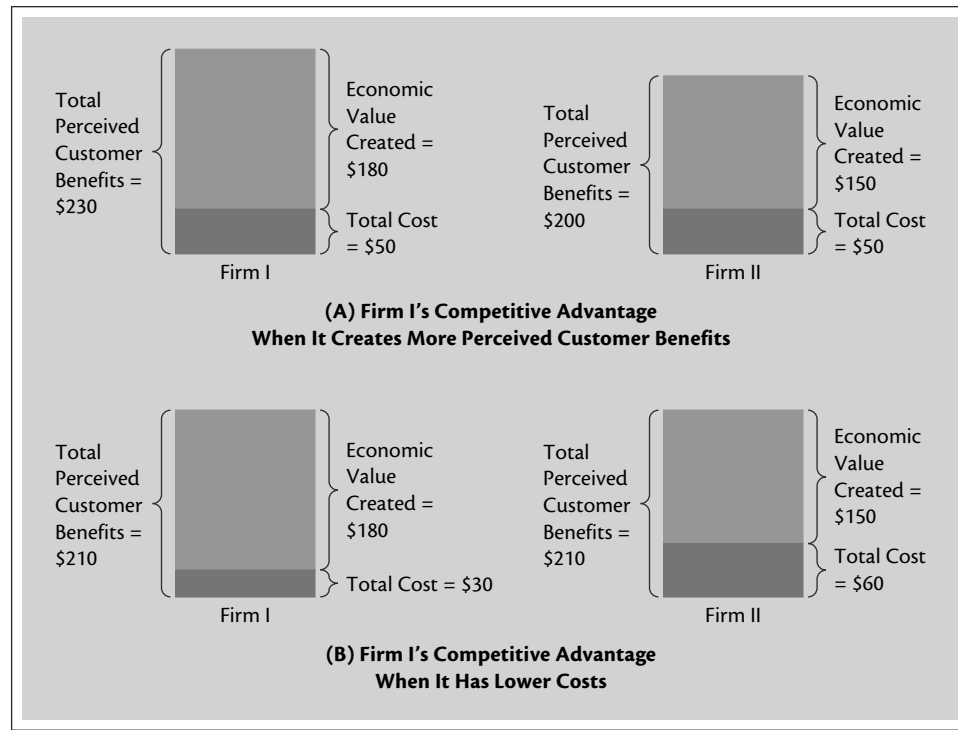 Total
Perceived
Customer
Benefits =
$230
Economic
Value
Created =
$180
Total Cost
= $50
Firm I
Total
Perceived
Customer
Benefits =
$200
Economic
Value
Created =
$150
Total Cost
= $50
Firm II
(A) Firm I's Competitive Advantage
When It Creates More Perceived Customer Benefits
Total
Perceived
Customer
Benefits =
$210
Economic
Value
Created =
$180
Total Cost = $30
Firm I
Total
Perceived
Customer
Benefits =
$210
Economic
Value
Created =
$150
Total Cost
= $60
Firm II
(B) Firm I's Competitive Advantage
When It Has Lower Costs